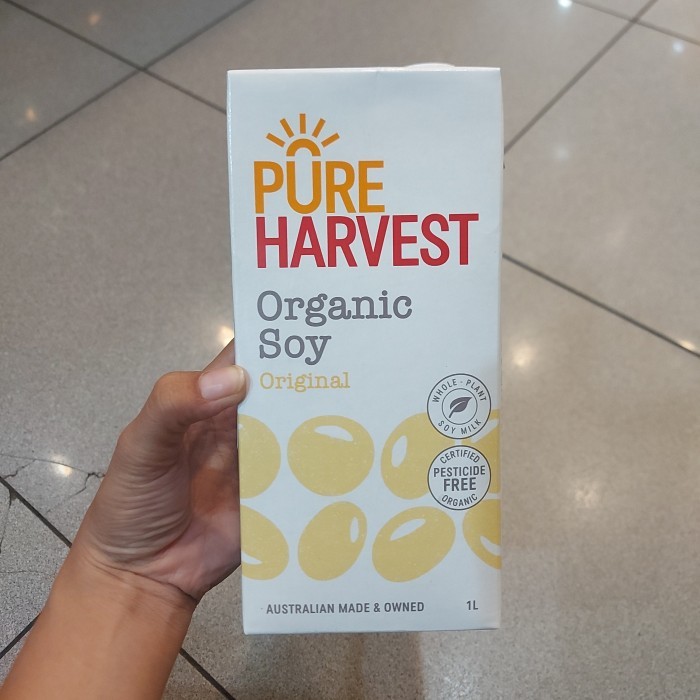 PURE
HARVEST
Organic
Soy
Original
WHOLE - PLANT
SOY MILK
CERTIFIED
PESTICIDE
FREE
ORGANIC
AUSTRALIAN MADE & OWNED
1L